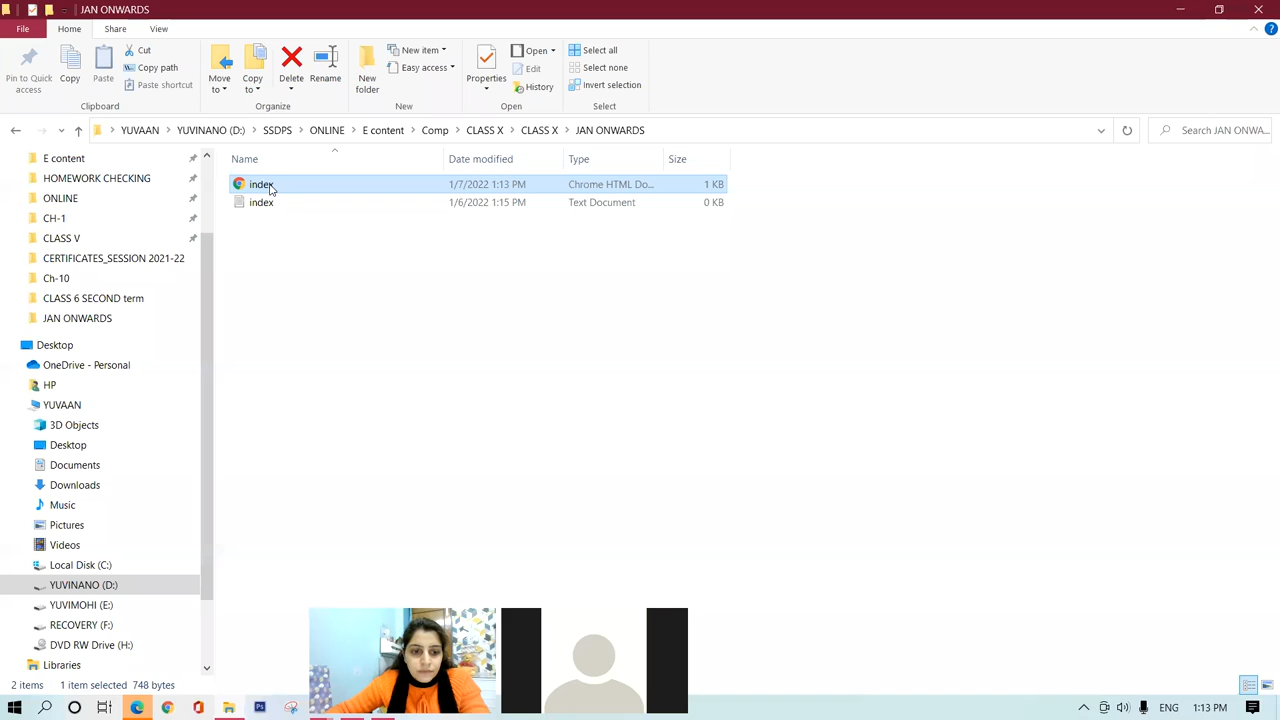 JAN ONWARDS
File Home Share View
Pin to Quick access
Copy
Paste
Cut
Copy path
Paste shortcut
Clipboard
Move to
Copy to
Delete
Rename
Organize
New folder
New item
Easy access
New
Properties
Open
Edit
History
Open
Select all
Select none
Invert selection
Select
YUVAAN > YUVINANO (D:) > SSDPS > ONLINE > E content > Comp > CLASS X > CLASS X > JAN ONWARDS
Search JAN ONWA...
E content
HOMEWORK CHECKING
ONLINE
CH-1
CLASS V
CERTIFICATES_SESSION 2021-22
Ch-10
CLASS 6 SECOND term
JAN ONWARDS
Desktop
OneDrive - Personal
HP
YUVAAN
3D Objects
Desktop
Documents
Downloads
Music
Pictures
Videos
Local Disk (C:)
YUVINANO (D:)
YUVIMOHI (E:)
RECOVERY (F:)
DVD RW Drive (H:)
Libraries
Name Date modified Type Size
index 1/7/2022 1:13 PM Chrome HTML Do... 1 KB
index 1/6/2022 1:15 PM Text Document 0 KB
2 items 1 item selected 748 bytes
ENG 1:13 PM